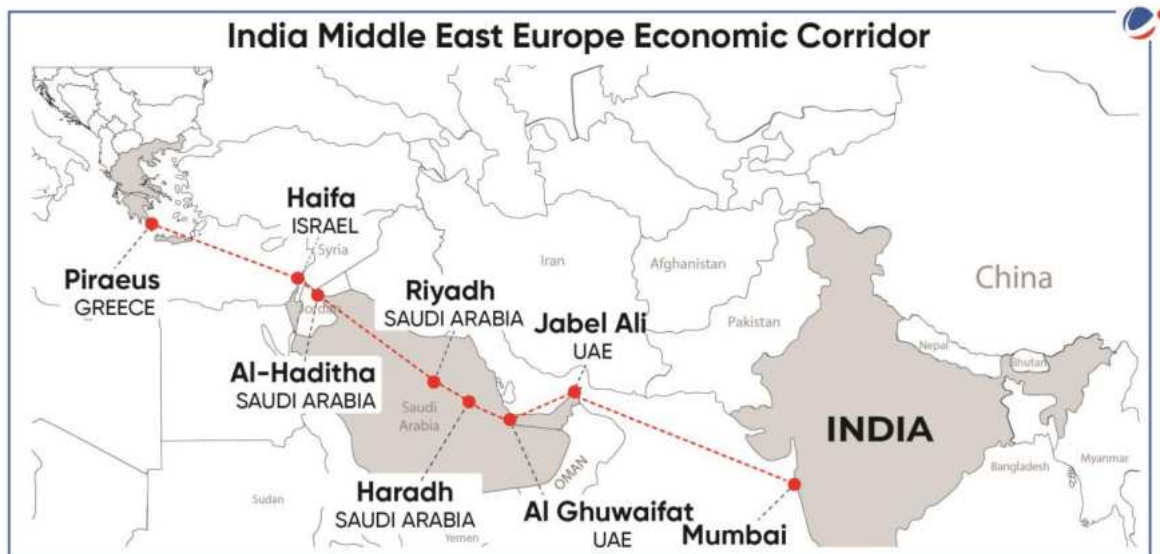 India Middle East Europe Economic Corridor
Haifa
ISRAEL
Syria
Piraeus
GREECE
Iran
Afghanistan
China
Jordan
Riyadh
SAUDI ARABIA
Jabel Ali
UAE
Pakistan
Nepal
Bhutan
Al-Haditha
SAUDI ARABIA
Saudi
Arabia
INDIA
OMAN
Bangladesh
Myanmar
Sudan
Haradh
SAUDI ARABIA
Yemen
Al Ghuwaifat
UAE
Mumbai